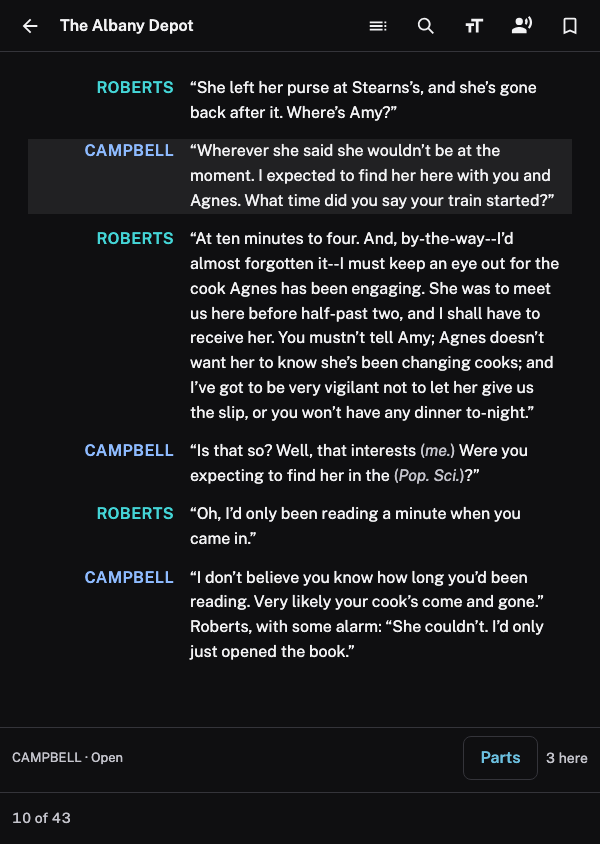 The Albany Depot
ROBERTS “She left her purse at Stearns’s, and she’s gone
back after it. Where’s Amy?”
CAMPBELL “Wherever she said she wouldn’t be at the
moment. I expected to find her here with you and
Agnes. What time did you say your train started?”
ROBERTS “At ten minutes to four. And, by-the-way--I’d
almost forgotten it--I must keep an eye out for the
cook Agnes has been engaging. She was to meet
us here before half-past two, and I shall have to
receive her. You mustn’t tell Amy; Agnes doesn’t
want her to know she’s been changing cooks; and
I’ve got to be very vigilant not to let her give us
the slip, or you won’t have any dinner to-night.”
CAMPBELL “Is that so? Well, that interests (me.) Were you
expecting to find her in the (Pop. Sci.)?”
ROBERTS “Oh, I’d only been reading a minute when you
came in.”
CAMPBELL “I don’t believe you know how long you’d been
reading. Very likely your cook’s come and gone.”
Roberts, with some alarm: “She couldn’t. I’d only
just opened the book.”
CAMPBELL · Open
Parts
3 here
10 of 43